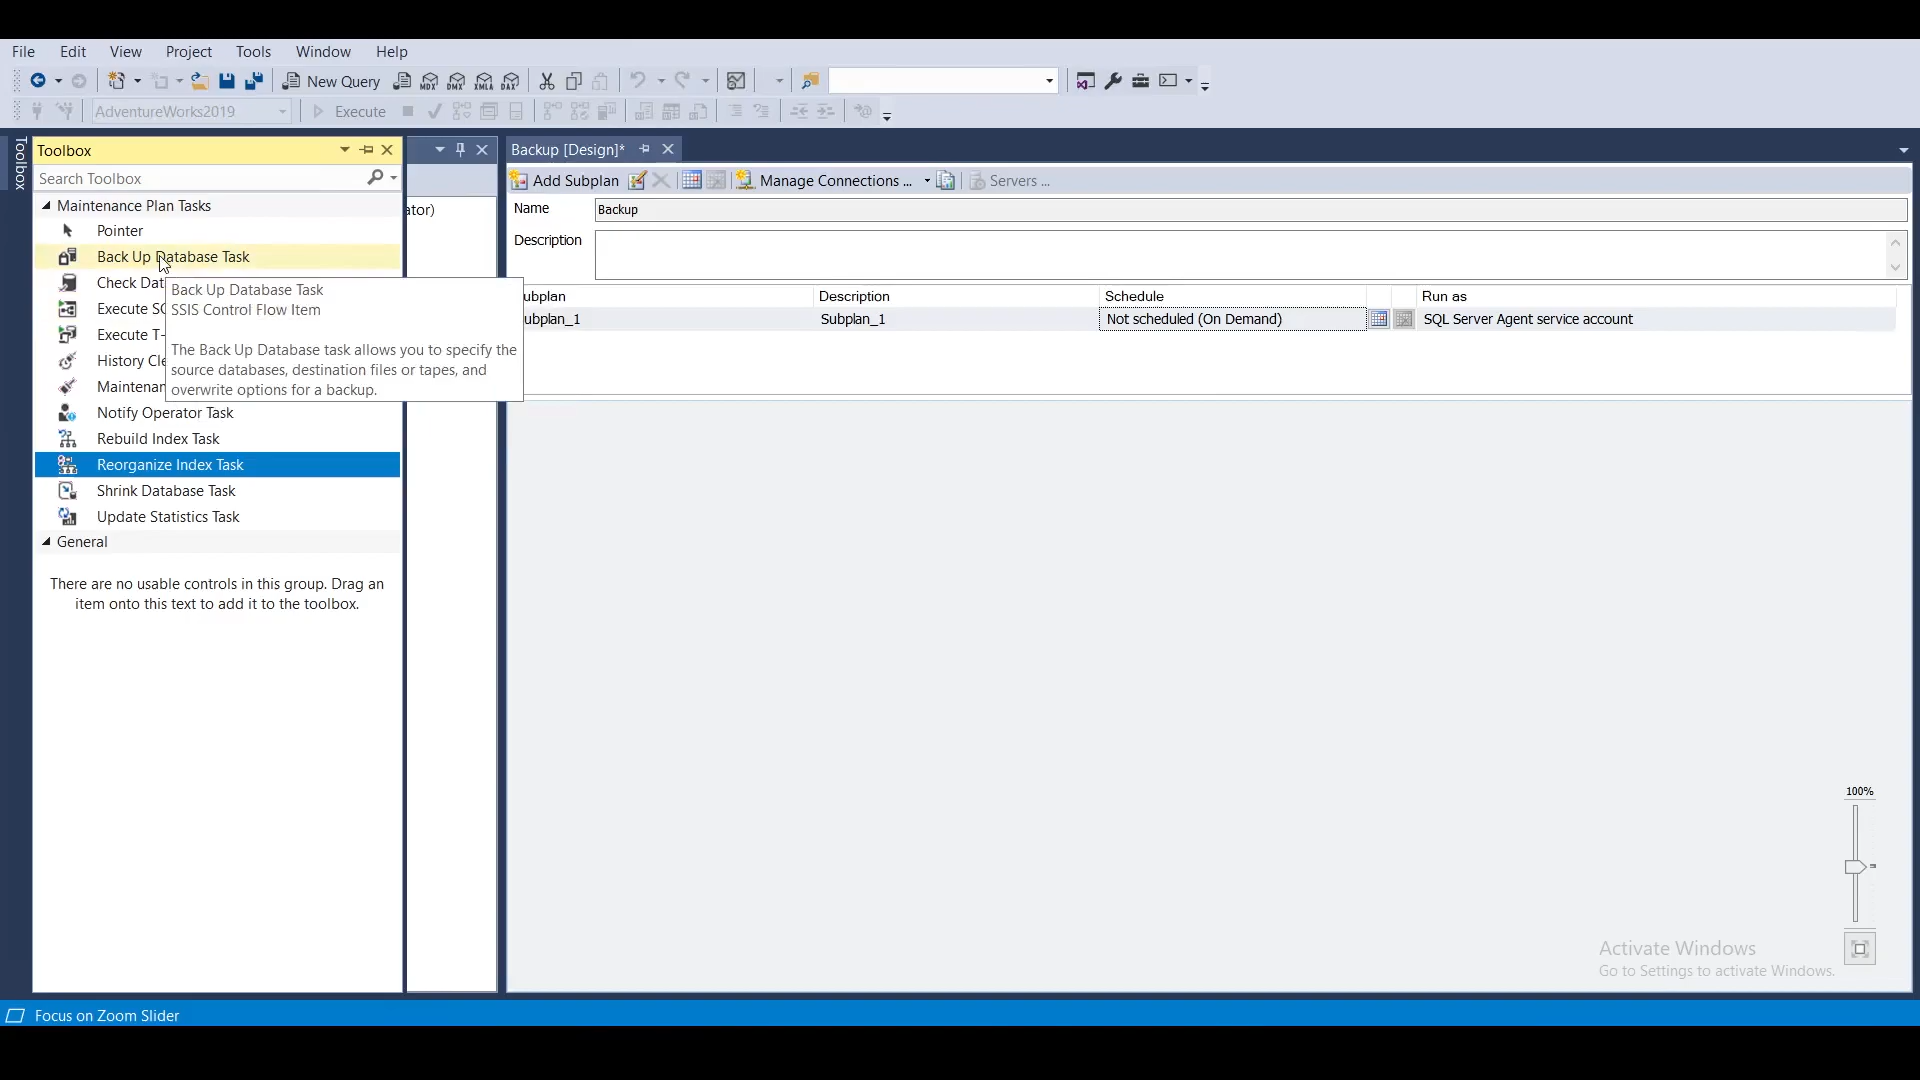 File Edit View Project Tools Window Help
New Query MDX DMX XMLA DAX
AdventureWorks2019 Execute
Toolbox
Toolbox
Search Toolbox
Maintenance Plan Tasks
Pointer
Back Up Database Task
Check Dat
Execute SQ
Execute T-
History Cle
Maintenan
Notify Operator Task
Rebuild Index Task
Reorganize Index Task
Shrink Database Task
Update Statistics Task
General
There are no usable controls in this group. Drag an
item onto this text to add it to the toolbox.
Back Up Database Task
SSIS Control Flow Item
The Back Up Database task allows you to specify the
source databases, destination files or tapes, and
overwrite options for a backup.
ator)
Backup [Design]*
Add Subplan Manage Connections ... Servers ...
Name Backup
Description
ubplan Description Schedule Run as
ubplan_1 Subplan_1 Not scheduled (On Demand) SQL Server Agent service account
100%
Activate Windows
Go to Settings to activate Windows.
Focus on Zoom Slider